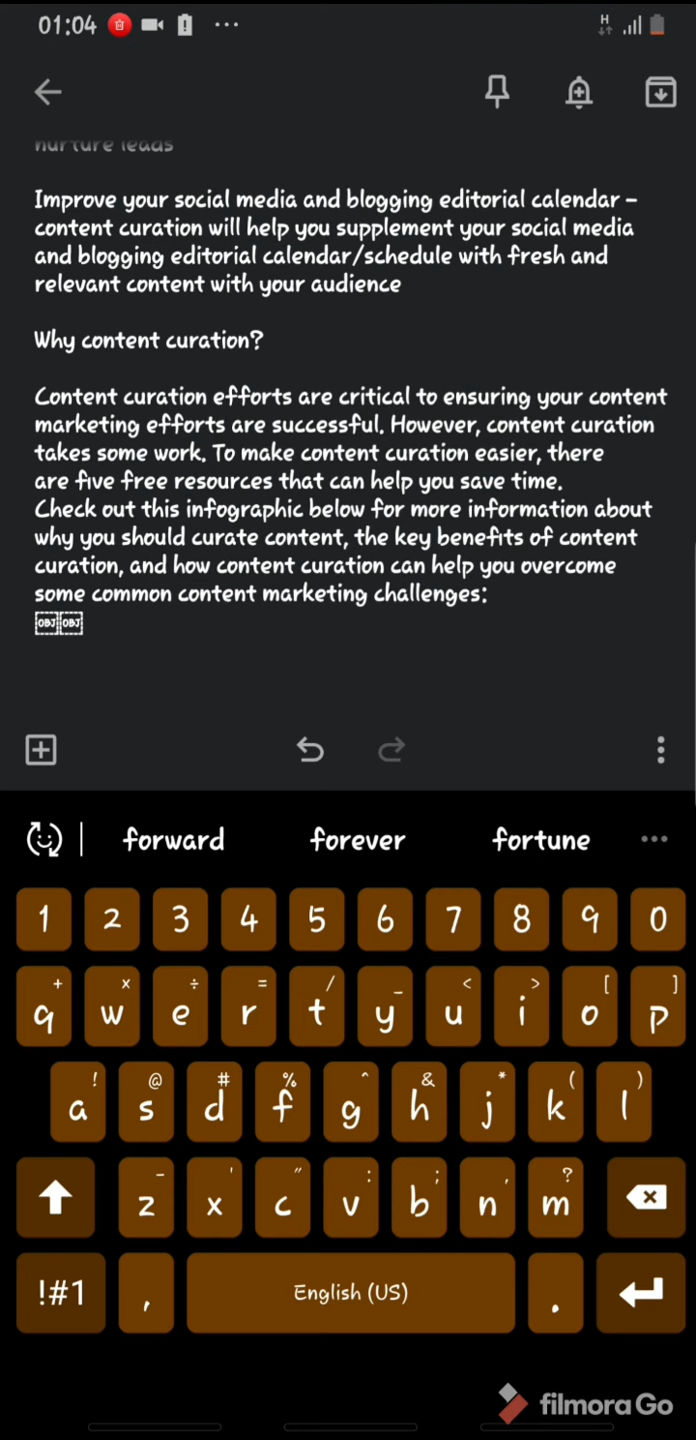 01:04
H
nurture leads
Improve your social media and blogging editorial calendar –
content curation will help you supplement your social media
and blogging editorial calendar/schedule with fresh and
relevant content with your audience
Why content curation?
Content curation efforts are critical to ensuring your content
marketing efforts are successful. However, content curation
takes some work. To make content curation easier, there
are five free resources that can help you save time.
Check out this infographic below for more information about
why you should curate content, the key benefits of content
curation, and how content curation can help you overcome
some common content marketing challenges:
OBJ OBJ
forward forever fortune
1 2 3 4 5 6 7 8 9 0
+ × ÷ = / _ < > [ ]
q w e r t y u i o p
! @ # % ^ & * ( )
a s d f g h j k l
- ' " : ; , ?
z x c v b n m
!#1 , English (US) .
filmora Go